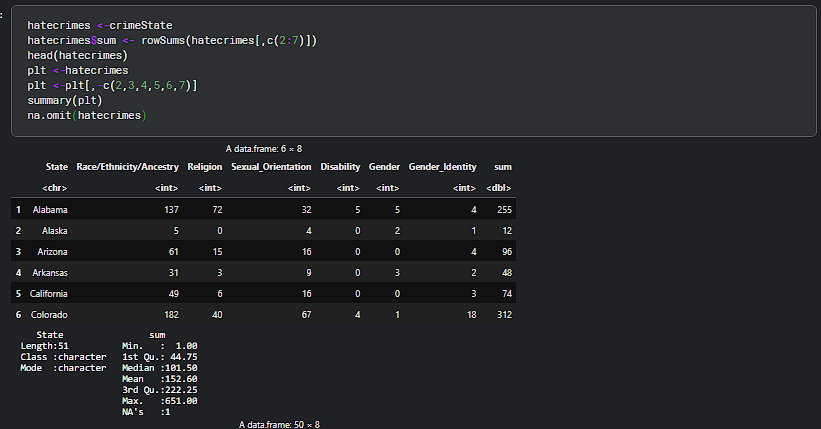 :
hatecrimes <-crimeState
hatecrimes$sum <- rowSums(hatecrimes[,c(2:7)])
head(hatecrimes)
plt <-hatecrimes
plt <-plt[,-c(2,3,4,5,6,7)]
summary(plt)
na.omit(hatecrimes)
A data.frame: 6 × 8
State Race/Ethnicity/Ancestry Religion Sexual_Orientation Disability Gender Gender_Identity sum
<chr> <int> <int> <int> <int> <int> <int> <dbl>
1 Alabama 137 72 32 5 5 4 255
2 Alaska 5 0 4 0 2 1 12
3 Arizona 61 15 16 0 0 4 96
4 Arkansas 31 3 9 0 3 2 48
5 California 49 6 16 0 0 3 74
6 Colorado 182 40 67 4 1 18 312
State sum
Length:51 Min. : 1.00
Class :character 1st Qu.: 44.75
Mode :character Median :101.50
Mean :152.60
3rd Qu.:222.25
Max. :651.00
NA's :1
A data.frame: 50 × 8